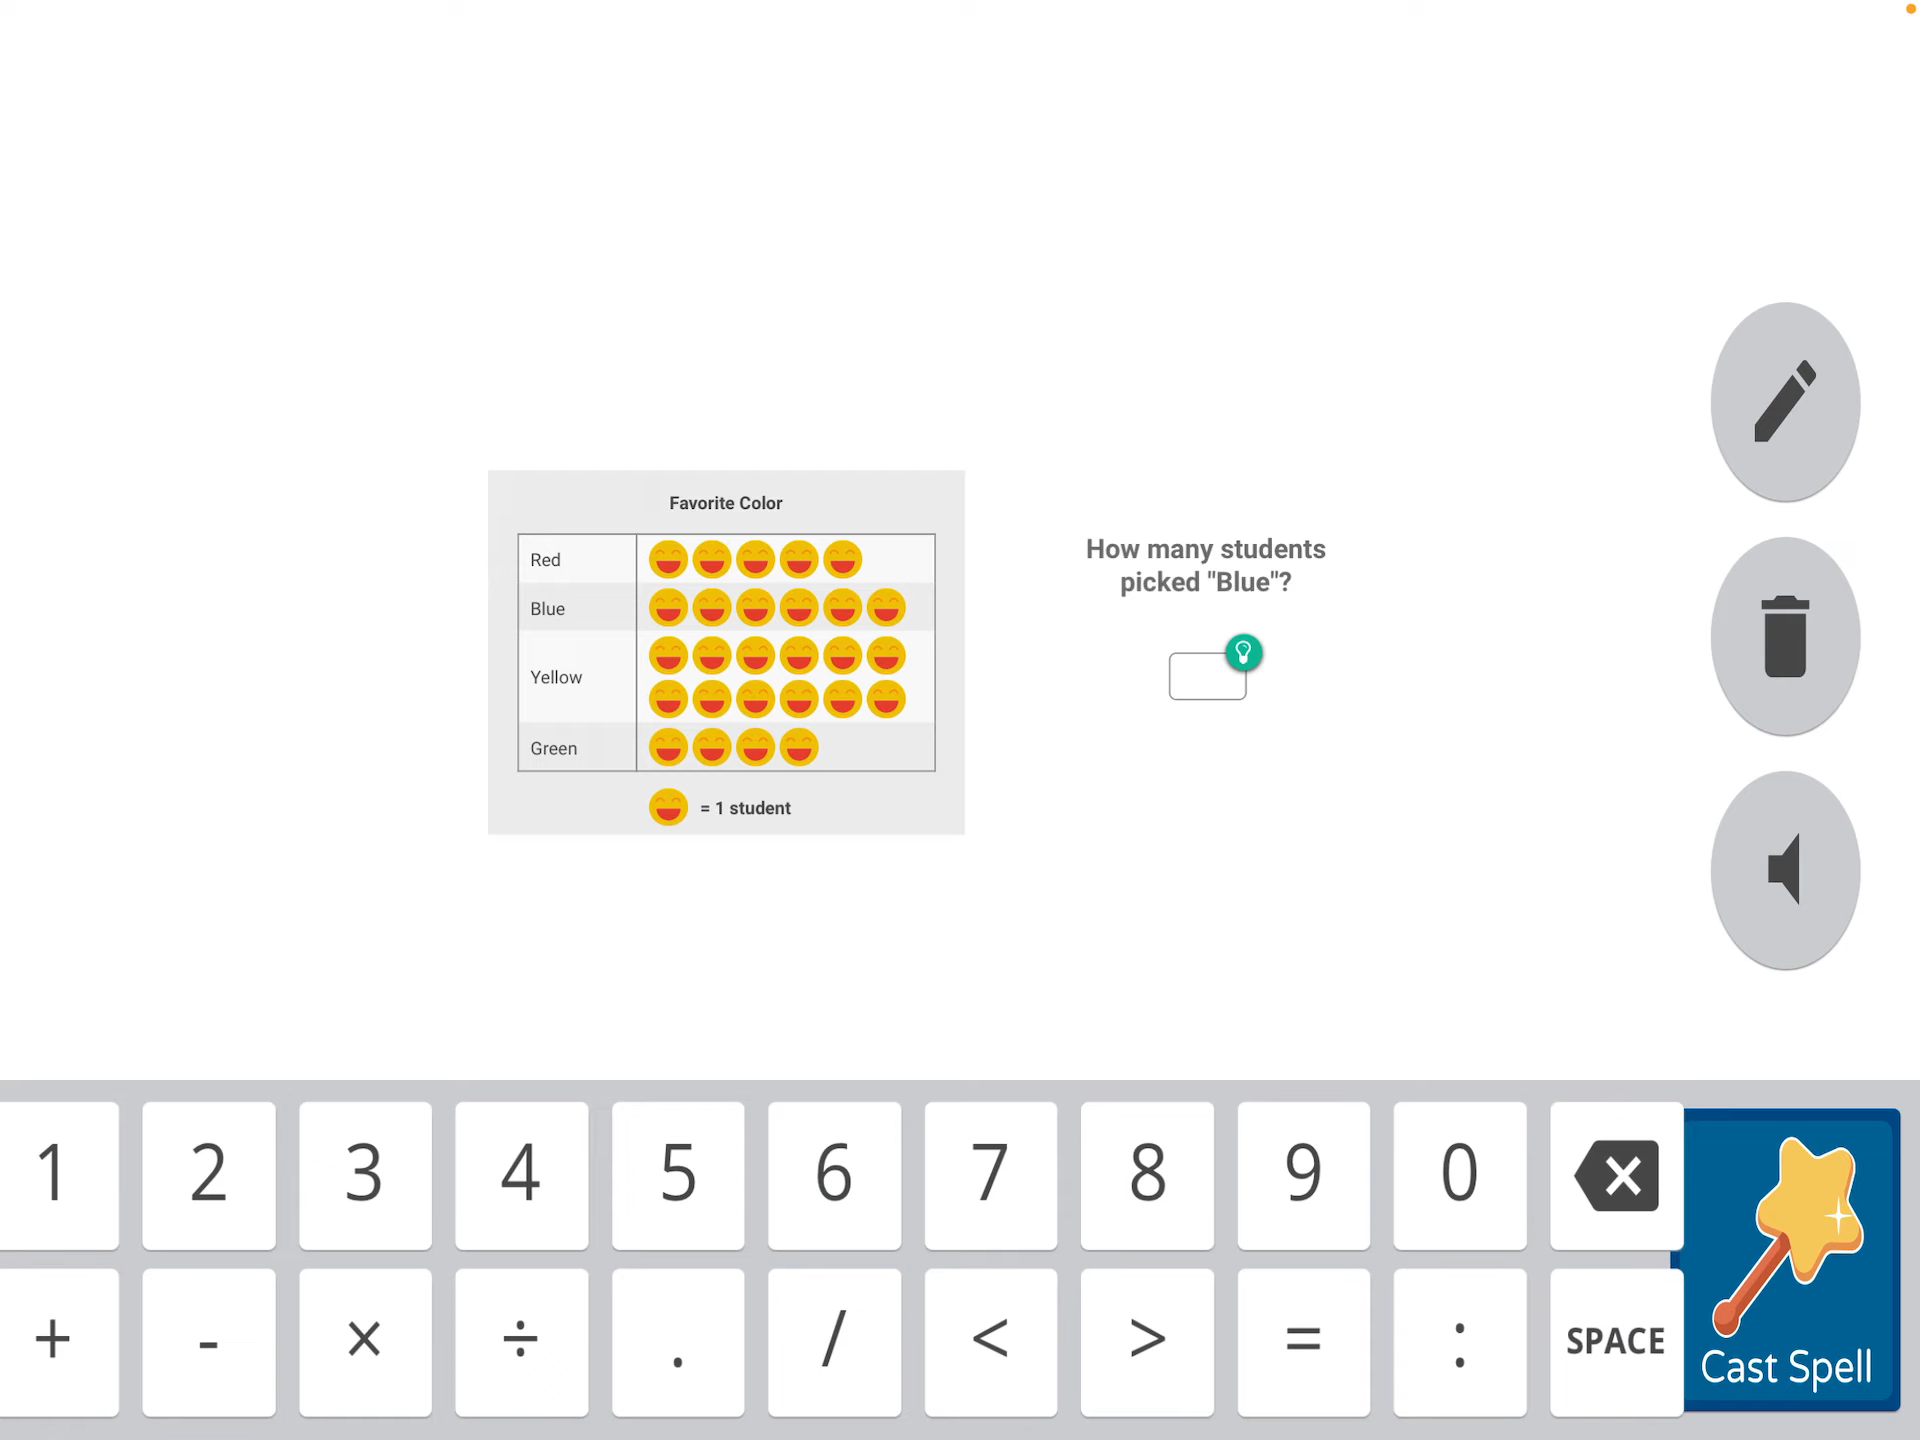 Favorite Color
Red
Blue
Yellow
Green
= 1 student
How many students
picked "Blue"?
1 2 3 4 5 6 7 8 9 0
+ - × ÷ . / < > = : SPACE
Cast Spell